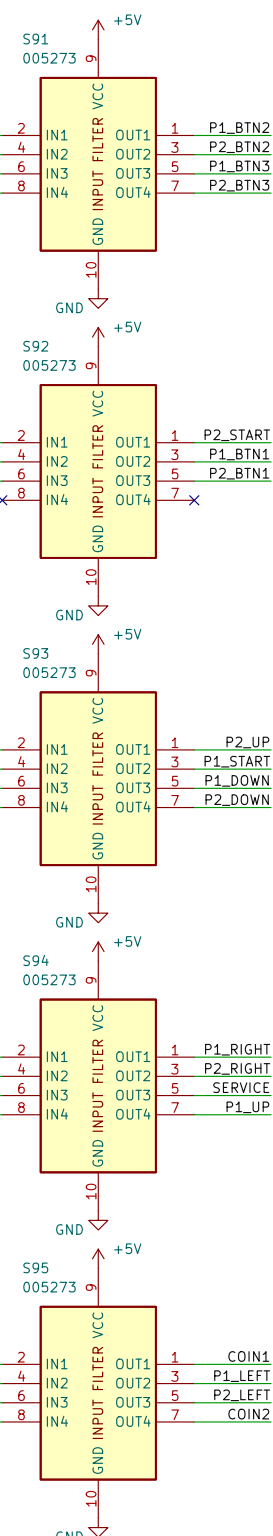 +5V
S91
005273
9
VCC
2 IN1 OUT1 1 P1_BTN2
4 IN2 OUT2 3 P2_BTN2
6 IN3 OUT3 5 P1_BTN3
8 IN4 OUT4 7 P2_BTN3
INPUT FILTER
GND
10
GND
+5V
S92
005273
9
VCC
2 IN1 OUT1 1 P2_START
4 IN2 OUT2 3 P1_BTN1
6 IN3 OUT3 5 P2_BTN1
8 IN4 OUT4 7
INPUT FILTER
GND
10
GND
+5V
S93
005273
9
VCC
2 IN1 OUT1 1 P2_UP
4 IN2 OUT2 3 P1_START
6 IN3 OUT3 5 P1_DOWN
8 IN4 OUT4 7 P2_DOWN
INPUT FILTER
GND
10
GND
+5V
S94
005273
9
VCC
2 IN1 OUT1 1 P1_RIGHT
4 IN2 OUT2 3 P2_RIGHT
6 IN3 OUT3 5 SERVICE
8 IN4 OUT4 7 P1_UP
INPUT FILTER
GND
10
GND
+5V
S95
005273
9
VCC
2 IN1 OUT1 1 COIN1
4 IN2 OUT2 3 P1_LEFT
6 IN3 OUT3 5 P2_LEFT
8 IN4 OUT4 7 COIN2
INPUT FILTER
GND
10
GND